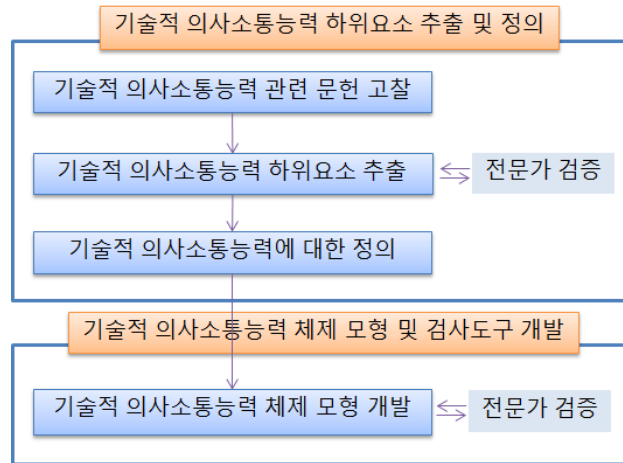 기술적 의사소통능력 하위요소 추출 및 정의
기술적 의사소통능력 관련 문헌 고찰
기술적 의사소통능력 하위요소 추출
전문가 검증
기술적 의사소통능력에 대한 정의
기술적 의사소통능력 체제 모형 및 검사도구 개발
기술적 의사소통능력 체제 모형 개발
전문가 검증